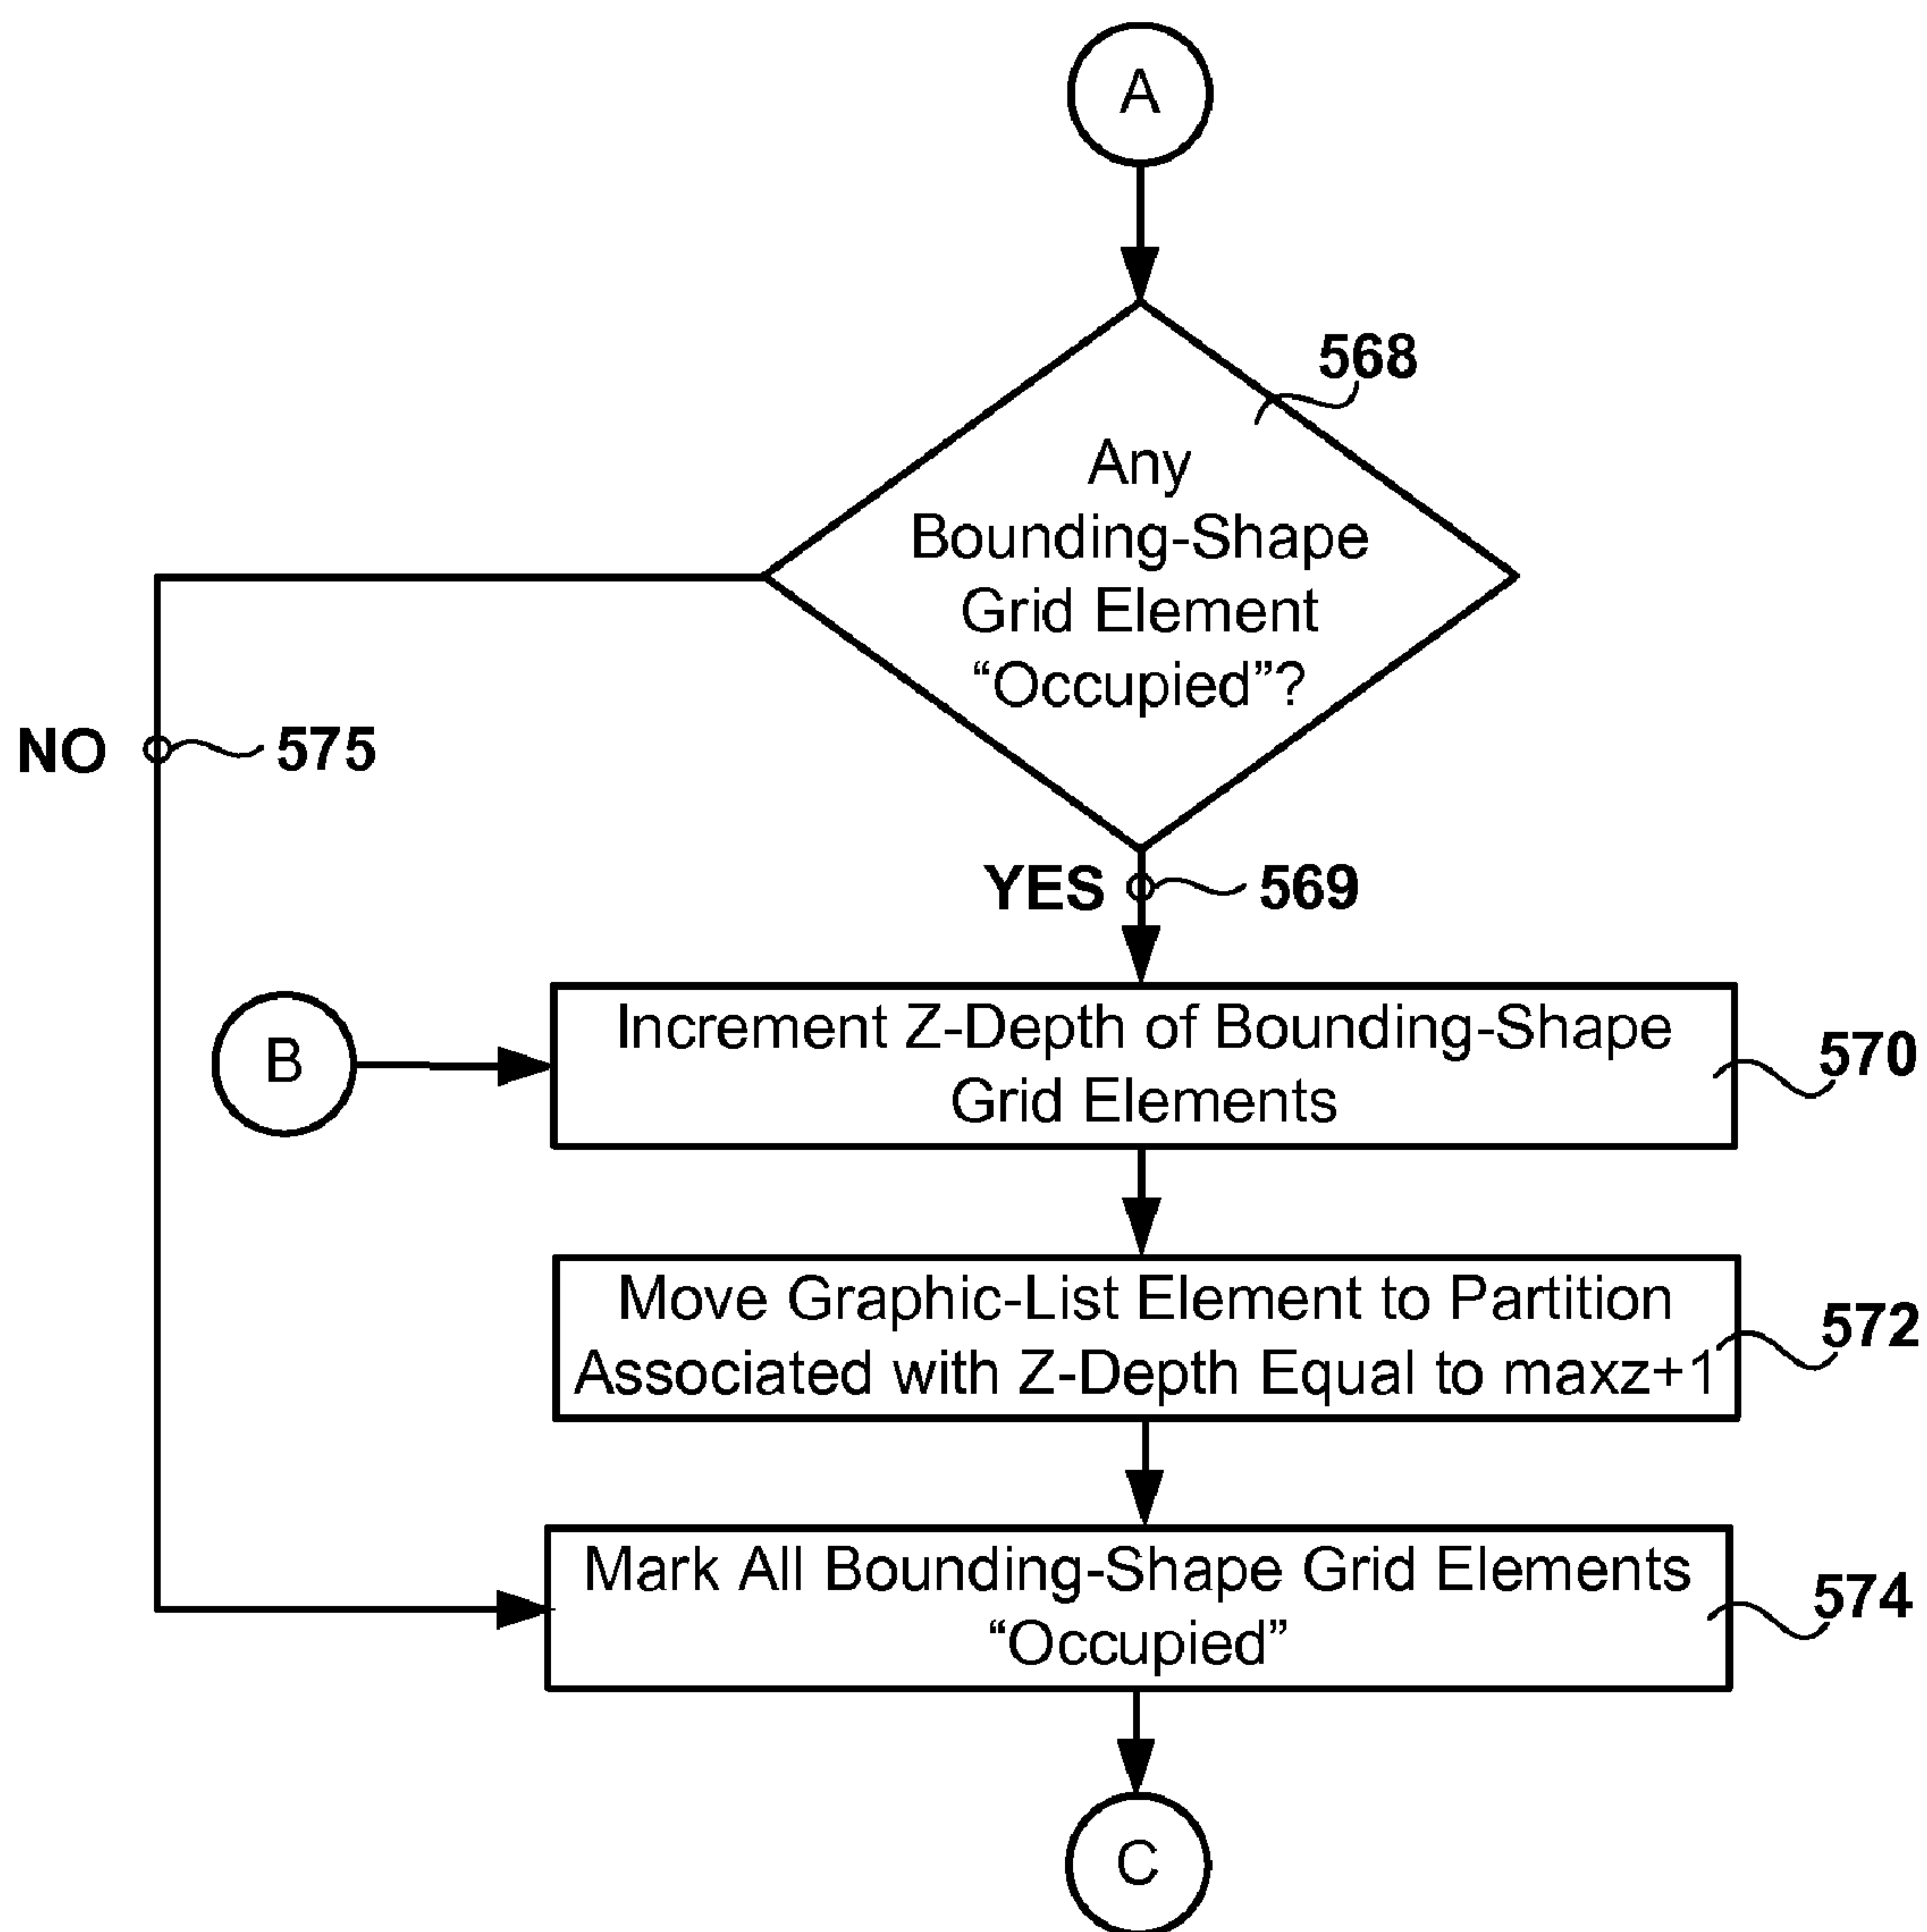 A
568
Any
Bounding-Shape
Grid Element
“Occupied”?
NO
575
YES
569
B
Increment Z-Depth of Bounding-Shape
Grid Elements
570
Move Graphic-List Element to Partition
Associated with Z-Depth Equal to maxz+1
572
Mark All Bounding-Shape Grid Elements
“Occupied”
574
C